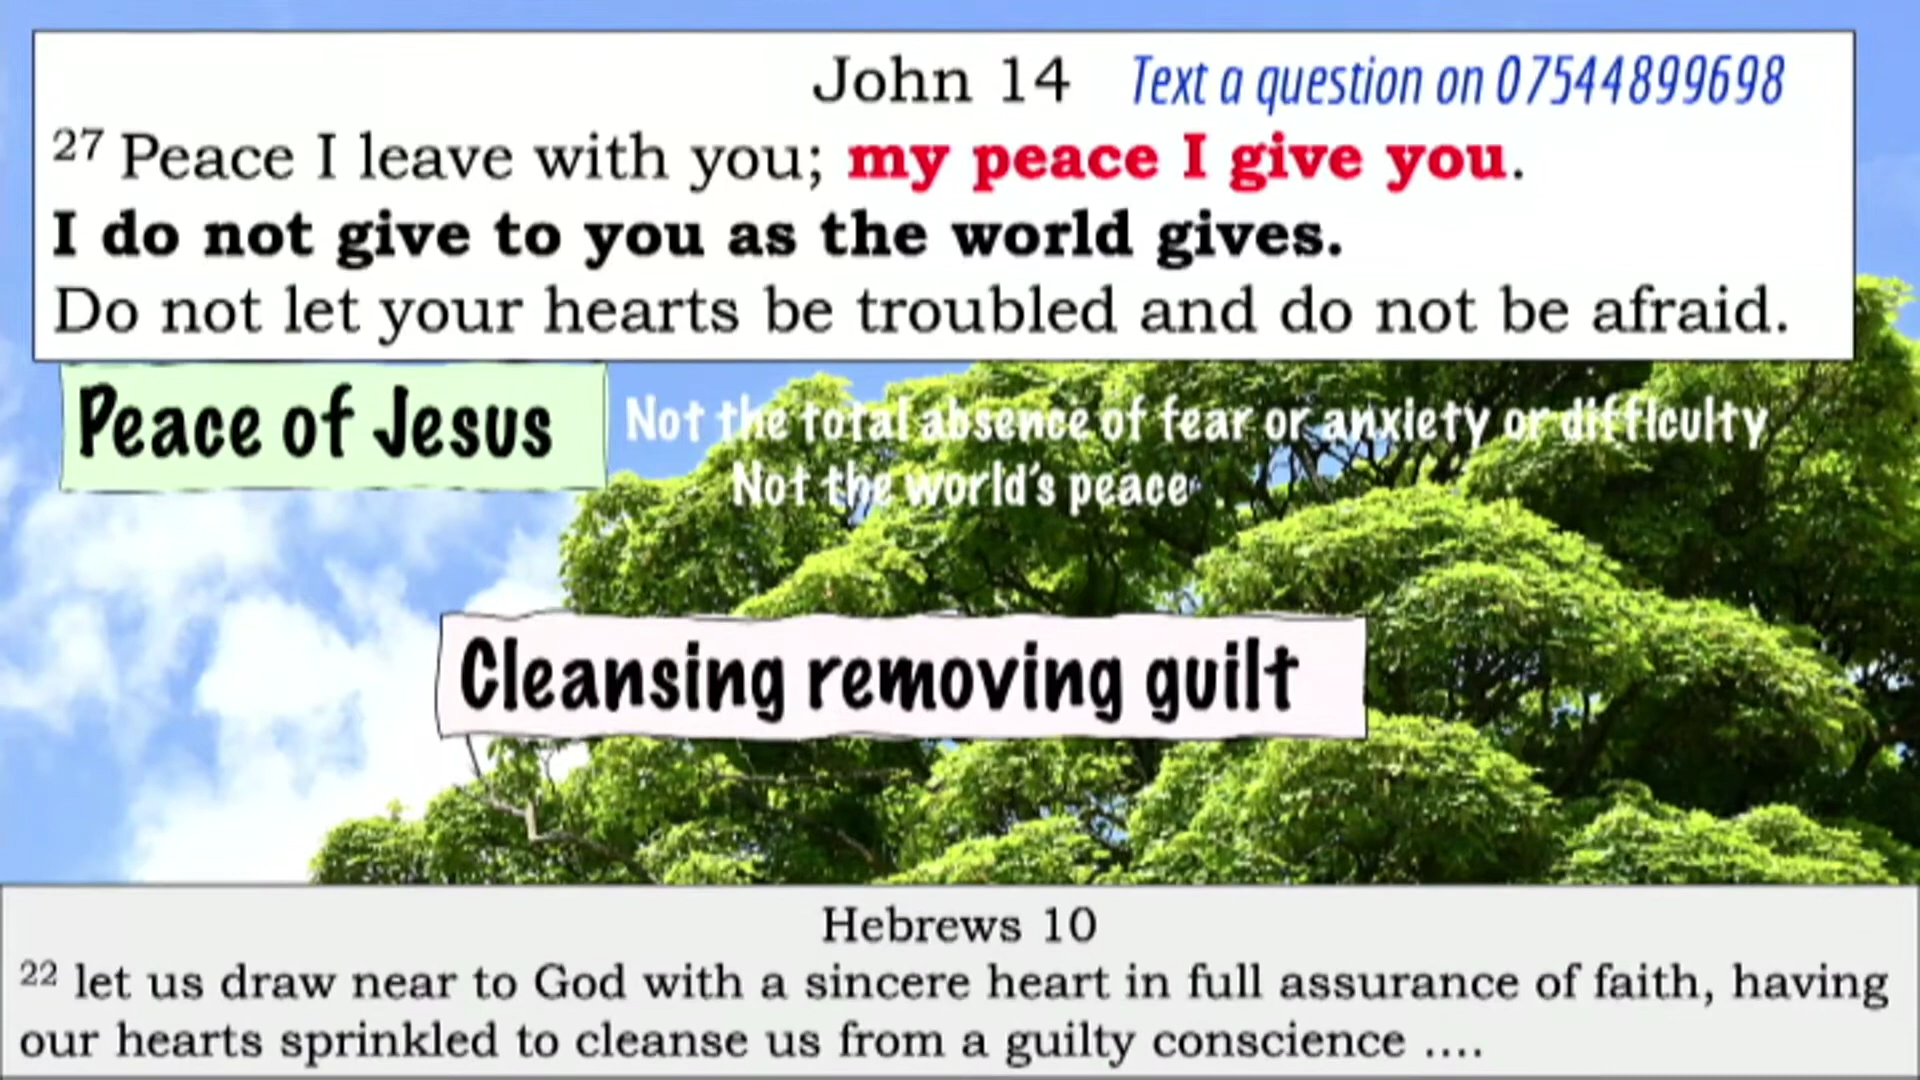 John 14 Text a question on 07544899698
27 Peace I leave with you; my peace I give you.
I do not give to you as the world gives.
Do not let your hearts be troubled and do not be afraid.
Peace of Jesus
Not the total absence of fear or anxiety or difficulty
Not the world's peace
Cleansing removing guilt
Hebrews 10
22 let us draw near to God with a sincere heart in full assurance of faith, having
our hearts sprinkled to cleanse us from a guilty conscience ....